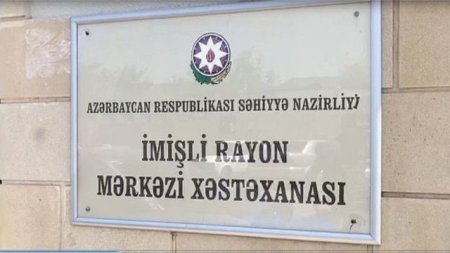 AZƏRBAYCAN RESPUBLİKASI SƏHİYYƏ NAZİRLİYİ
İMİŞLİ RAYON
MƏRKƏZİ XƏSTƏXANASI